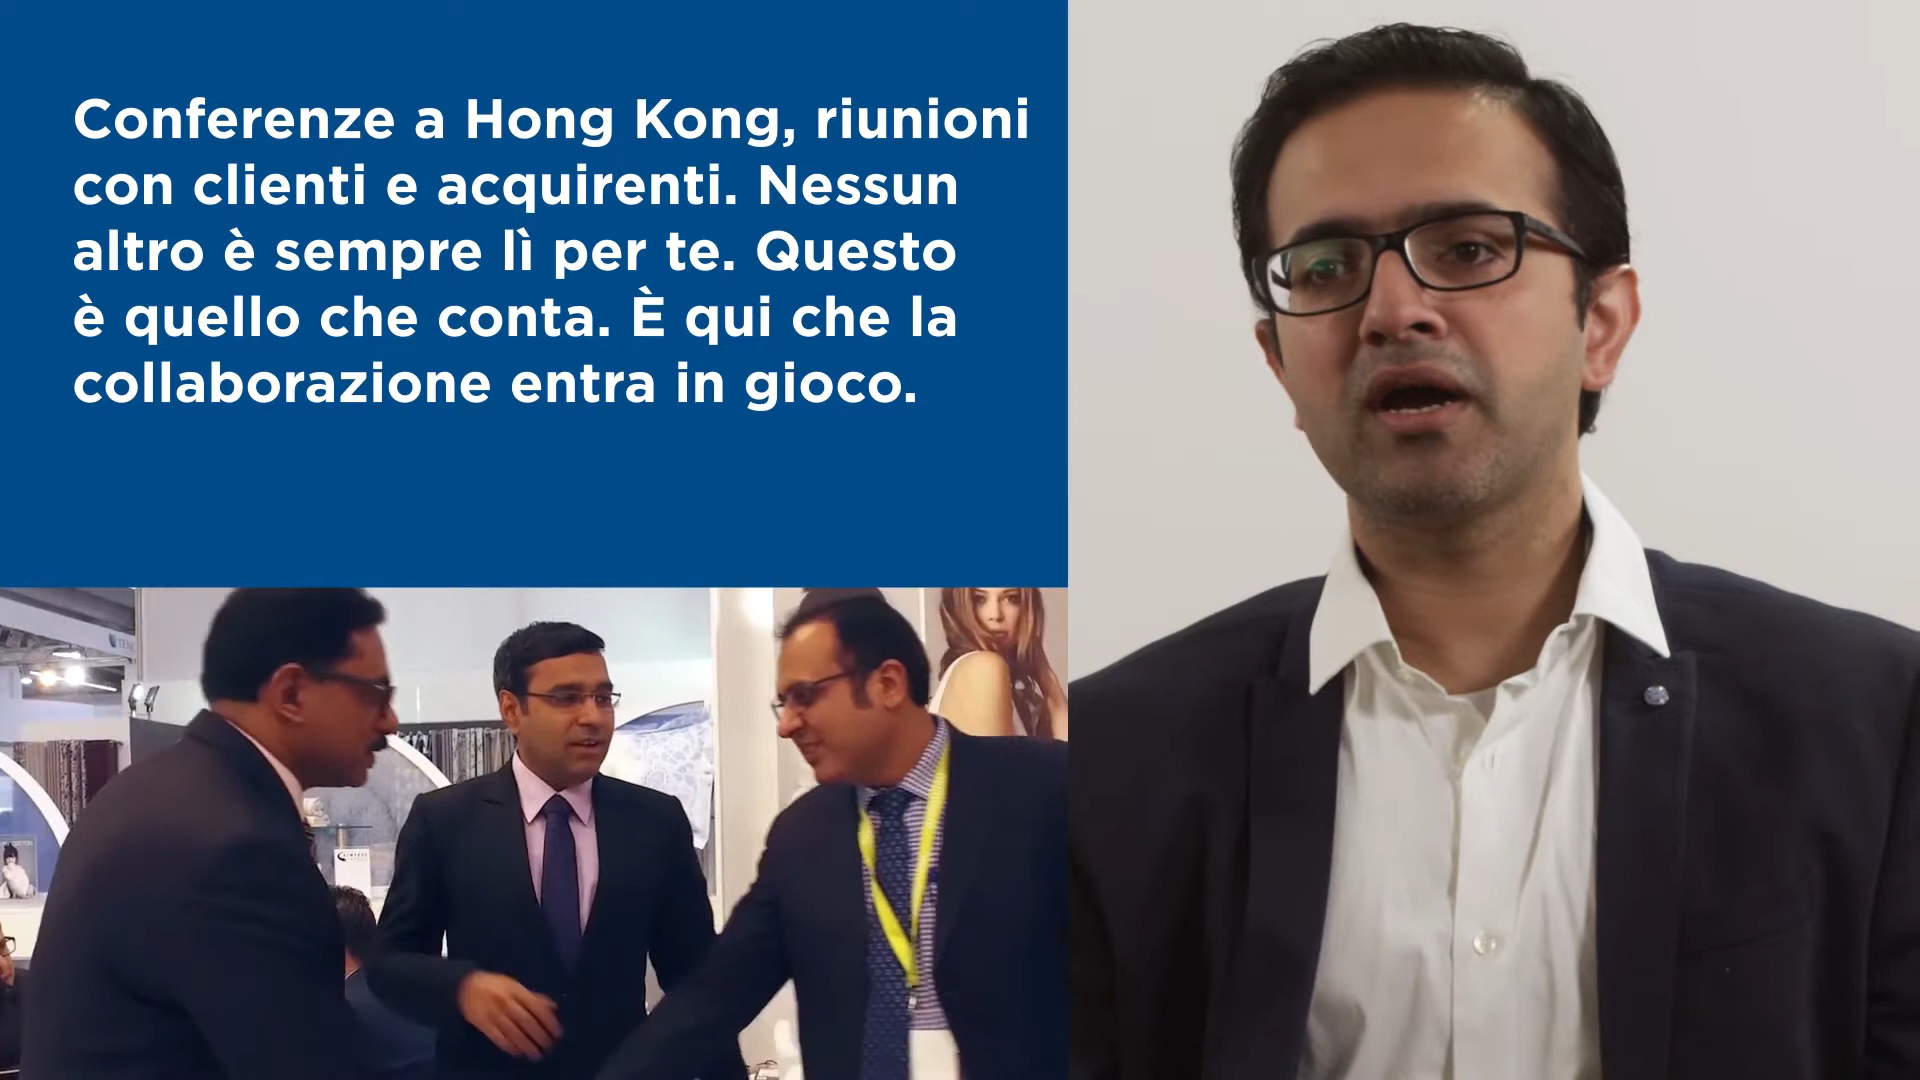 Conferenze a Hong Kong, riunioni
con clienti e acquirenti. Nessun
altro è sempre lì per te. Questo
è quello che conta. È qui che la
collaborazione entra in gioco.